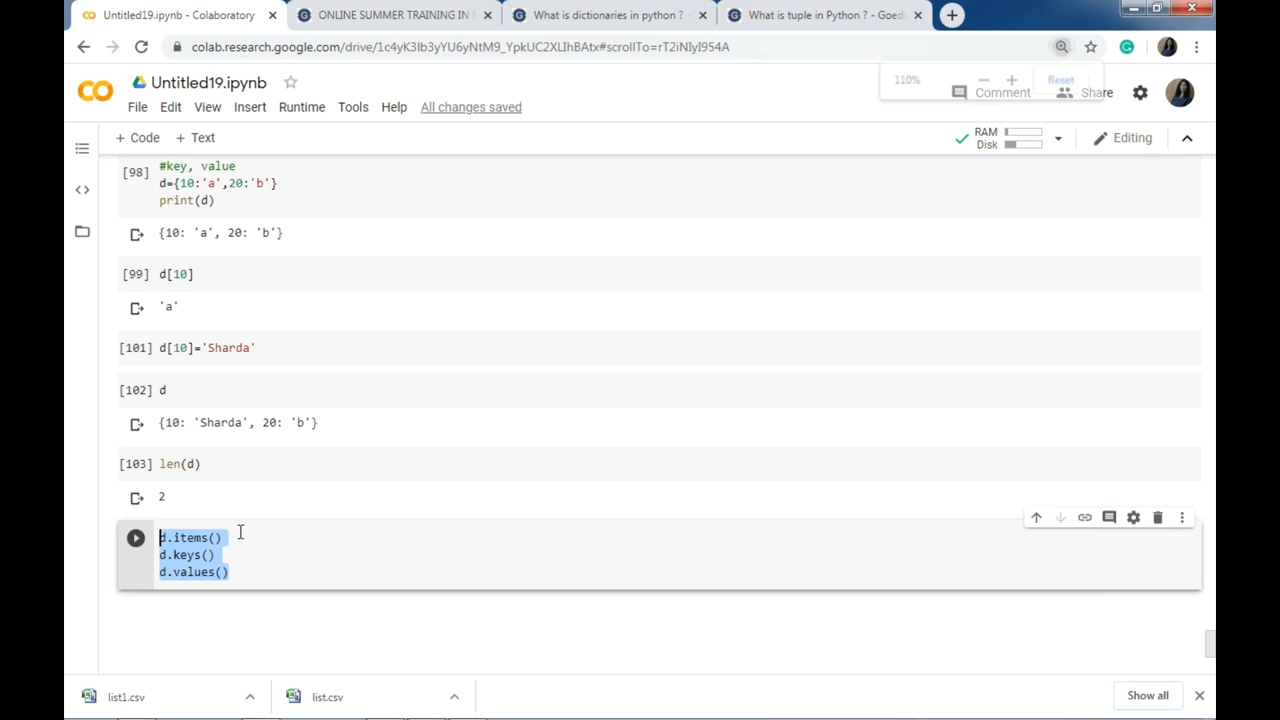 Untitled19.ipynb - Colaboratory
ONLINE SUMMER TRAINING IN
What is dictionaries in python ? -
What is tuple in Python ? - Goed
colab.research.google.com/drive/1c4yK3Ib3yYU6yNtM9_YpkUC2XLIhBAtx#scrollTo=rT2iNIyI954A
110% Reset
Untitled19.ipynb
File Edit View Insert Runtime Tools Help All changes saved
Comment Share
+ Code + Text
RAM
Disk
Editing
#key, value
[98] d={10:'a',20:'b'}
print(d)
{10: 'a', 20: 'b'}
[99] d[10]
'a'
[101] d[10]='Sharda'
[102] d
{10: 'Sharda', 20: 'b'}
[103] len(d)
2
d.items()
d.keys()
d.values()
list1.csv
list.csv
Show all